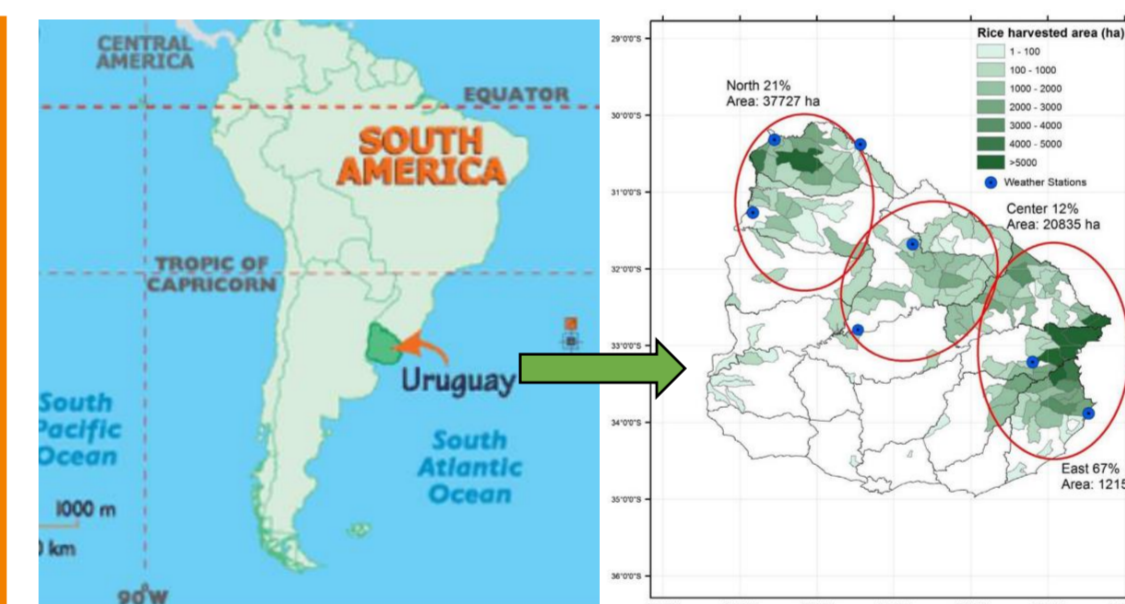 CENTRAL
AMERICA
EQUATOR
SOUTH
AMERICA
TROPIC OF
CAPRICORN
Uruguay
South
Pacific
Ocean
South
Atlantic
Ocean
1000 m
km
90°W
29°0'0"S
30°0'0"S
31°0'0"S
32°0'0"S
33°0'0"S
34°0'0"S
35°0'0"S
36°0'0"S
Rice harvested area (ha)
1 - 100
100 - 1000
1000 - 2000
2000 - 3000
3000 - 4000
4000 - 5000
>5000
Weather Stations
North 21%
Area: 37727 ha
Center 12%
Area: 20835 ha
East 67%
Area: 1215